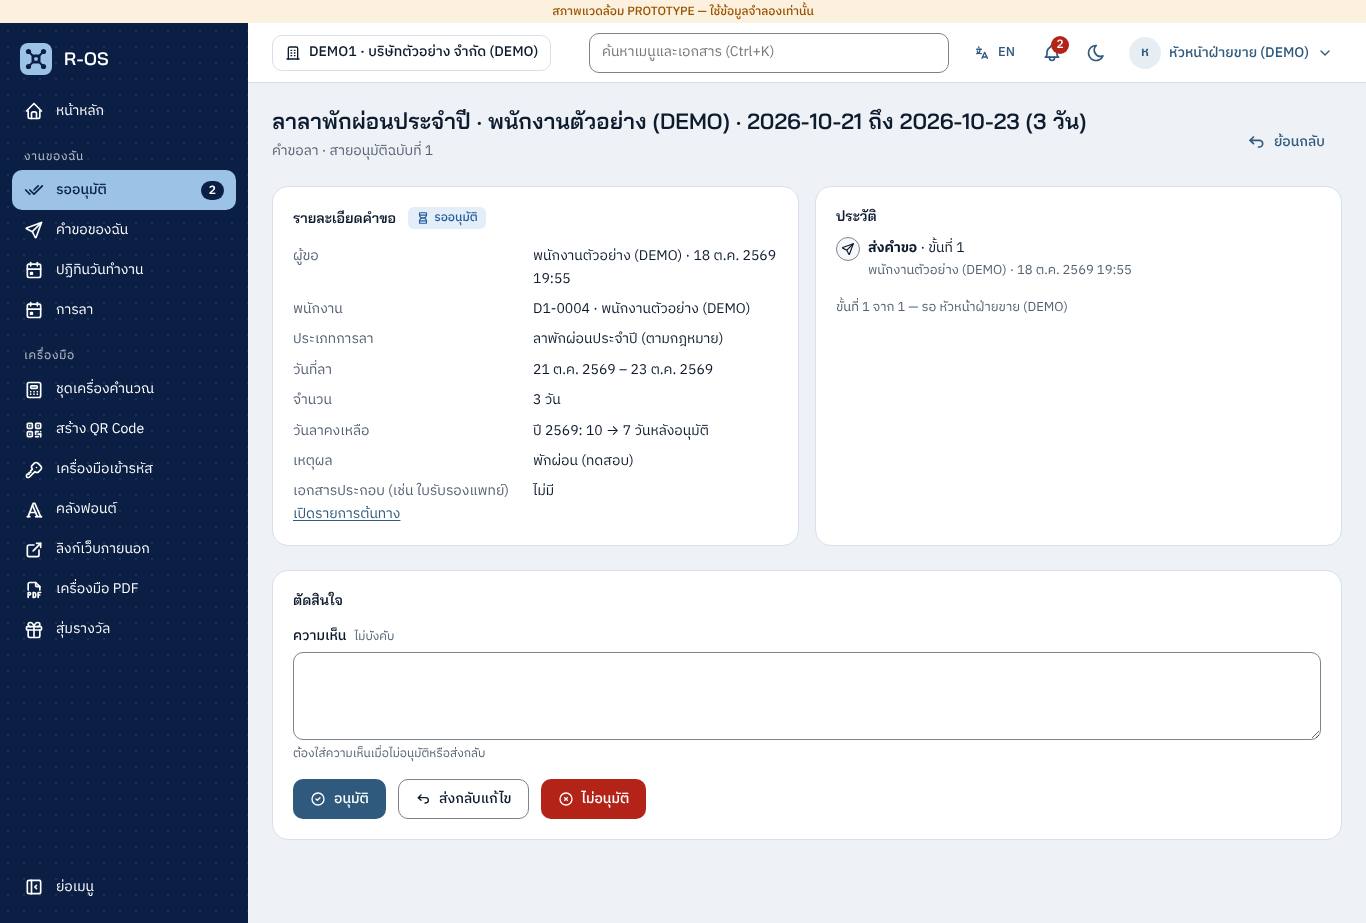 สภาพแวดล้อม PROTOTYPE — ใช้ข้อมูลจำลองเท่านั้น
R-OS
หน้าหลัก
งานของฉัน
รออนุมัติ 2
คำขอของฉัน
ปฏิทินวันทำงาน
การลา
เครื่องมือ
ชุดเครื่องคำนวณ
สร้าง QR Code
เครื่องมือเข้ารหัส
คลังฟอนต์
ลิงก์เว็บภายนอก
เครื่องมือ PDF
สุ่มรางวัล
ย่อเมนู
DEMO1 · บริษัทตัวอย่าง จำกัด (DEMO)
ค้นหาเมนูและเอกสาร (Ctrl+K)
EN
2
ห
หัวหน้าฝ่ายขาย (DEMO)
ลาลาพักผ่อนประจำปี · พนักงานตัวอย่าง (DEMO) · 2026-10-21 ถึง 2026-10-23 (3 วัน)
คำขอลา · สายอนุมัติฉบับที่ 1
ย้อนกลับ
รายละเอียดคำขอ รออนุมัติ
ผู้ขอ พนักงานตัวอย่าง (DEMO) · 18 ต.ค. 2569
19:55
พนักงาน D1-0004 · พนักงานตัวอย่าง (DEMO)
ประเภทการลา ลาพักผ่อนประจำปี (ตามกฎหมาย)
วันที่ลา 21 ต.ค. 2569 – 23 ต.ค. 2569
จำนวน 3 วัน
วันลาคงเหลือ ปี 2569: 10 → 7 วันหลังอนุมัติ
เหตุผล พักผ่อน (ทดสอบ)
เอกสารประกอบ (เช่น ใบรับรองแพทย์) ไม่มี
เปิดรายการต้นทาง
ประวัติ
ส่งคำขอ · ขั้นที่ 1
พนักงานตัวอย่าง (DEMO) · 18 ต.ค. 2569 19:55
ขั้นที่ 1 จาก 1 — รอ หัวหน้าฝ่ายขาย (DEMO)
ตัดสินใจ
ความเห็น ไม่บังคับ
ต้องใส่ความเห็นเมื่อไม่อนุมัติหรือส่งกลับ
อนุมัติ
ส่งกลับแก้ไข
ไม่อนุมัติ